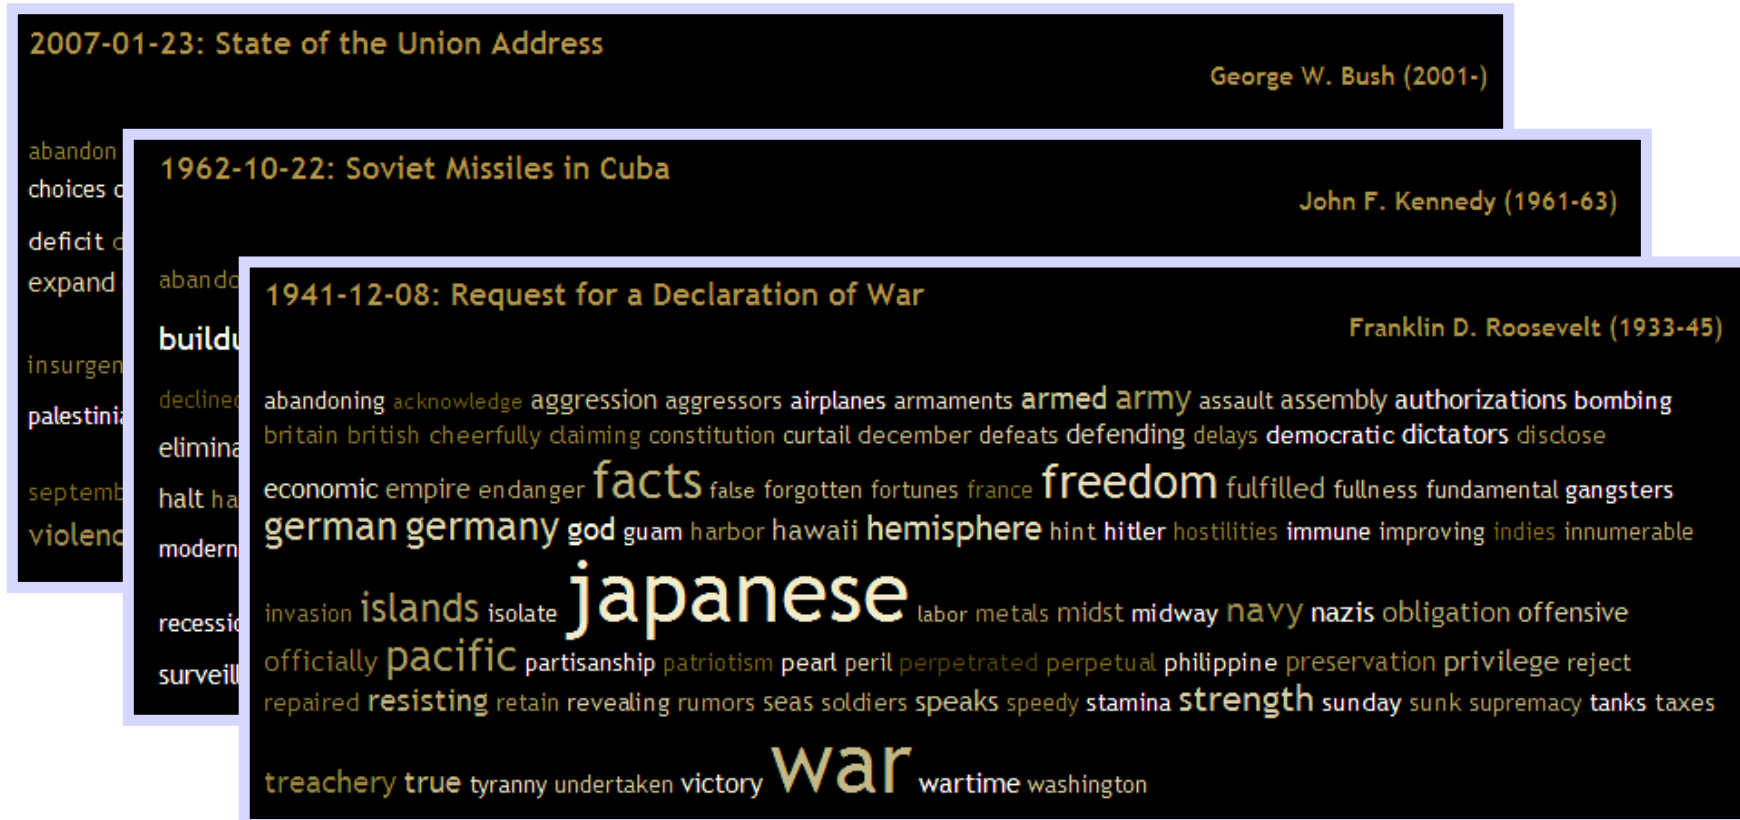 2007-01-23: State of the Union Address
George W. Bush (2001-)
abandon
choices
deficit
expand
palestinia
septemb
violenc
1962-10-22: Soviet Missiles in Cuba
John F. Kennedy (1961-63)
abando
buildu
declined
elimina
halt ha
modern
recessio
surveill
1941-12-08: Request for a Declaration of War
Franklin D. Roosevelt (1933-45)
abandoning acknowledge aggression aggressors airplanes armaments armed army assault assembly authorizations bombing
britain british cheerfully claiming constitution curtail december defeats defending delays democratic dictators disclose
economic empire endanger facts false forgotten fortunes france freedom fulfilled fullness fundamental gangsters
german germany god guam harbor hawaii hemisphere hint hitler hostilities immune improving indies innumerable
invasion islands isolate japanese labor metals midst midway navy nazis obligation offensive
officially pacific partisanship patriotism pearl peril perpetrated perpetual philippine preservation privilege reject
repaired resisting retain revealing rumors seas soldiers speaks speedy stamina strength sunday sunk supremacy tanks taxes
treachery true tyranny undertaken victory war wartime washington